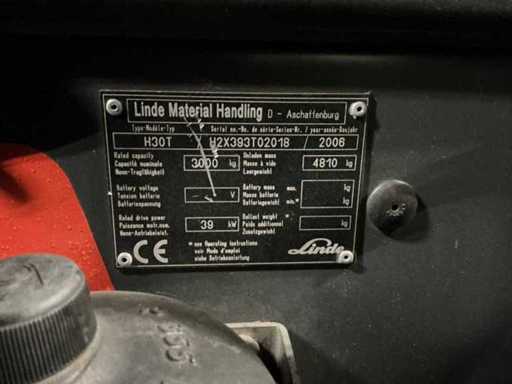 Linde Material Handling D - Aschaffenburg
Type-Modèle-Typ Serial no.-No. de série-Serien-Nr. / year-année-Baujahr
H30T H2X393T02018 / 2006
Rated capacity Unladen mass
Capacité nominale 3000 kg Masse à vide 4810 kg
Nenn-Tragfähigkeit Leergewicht
Battery voltage Battery mass max. kg
Tension batterie - V Masse batterie
Batteriespannung Batteriegewicht min. kg
Rated drive power Ballast weight *
Puissance motr.nom. 39 kW Poids additionnel kg
Nenn-Antriebsleist. Zusatzgewicht
CE * see Operating instructions Linde
voir Mode d'emploi
siehe Betriebsanleitung